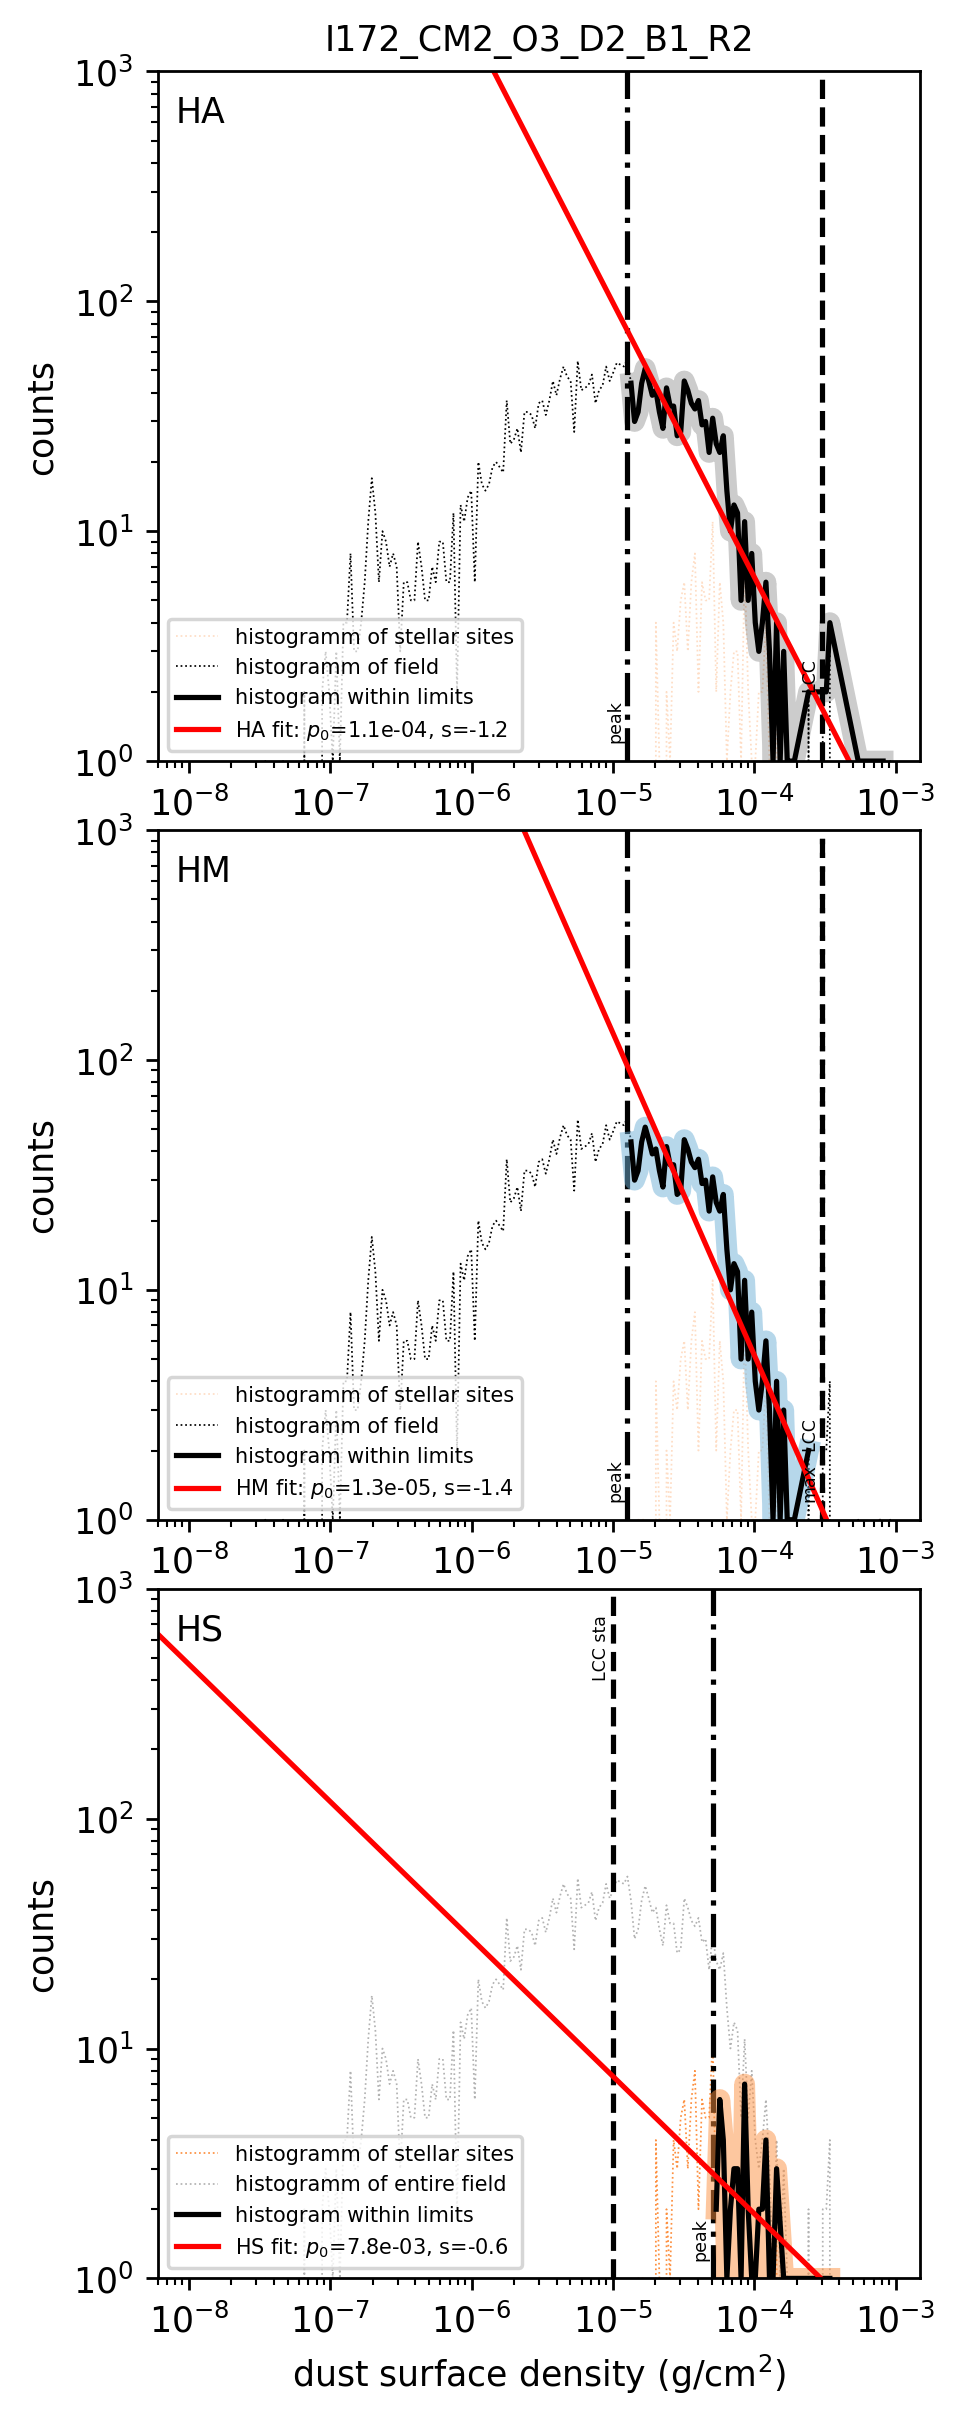 I172_CM2_O3_D2_B1_R2
HA
10³
10²
10¹
10⁰
counts
peak
LCC
histogramm of stellar sites
histogramm of field
histogram within limits
HA fit: p₀=1.1e-04, s=-1.2
10⁻⁸ 10⁻⁷ 10⁻⁶ 10⁻⁵ 10⁻⁴ 10⁻³
HM
10³
10²
10¹
10⁰
counts
peak
max LCC
histogramm of stellar sites
histogramm of field
histogram within limits
HM fit: p₀=1.3e-05, s=-1.4
10⁻⁸ 10⁻⁷ 10⁻⁶ 10⁻⁵ 10⁻⁴ 10⁻³
HS
10³
10²
10¹
10⁰
counts
LCC sta
peak
histogramm of stellar sites
histogramm of entire field
histogram within limits
HS fit: p₀=7.8e-03, s=-0.6
10⁻⁸ 10⁻⁷ 10⁻⁶ 10⁻⁵ 10⁻⁴ 10⁻³
dust surface density (g/cm²)